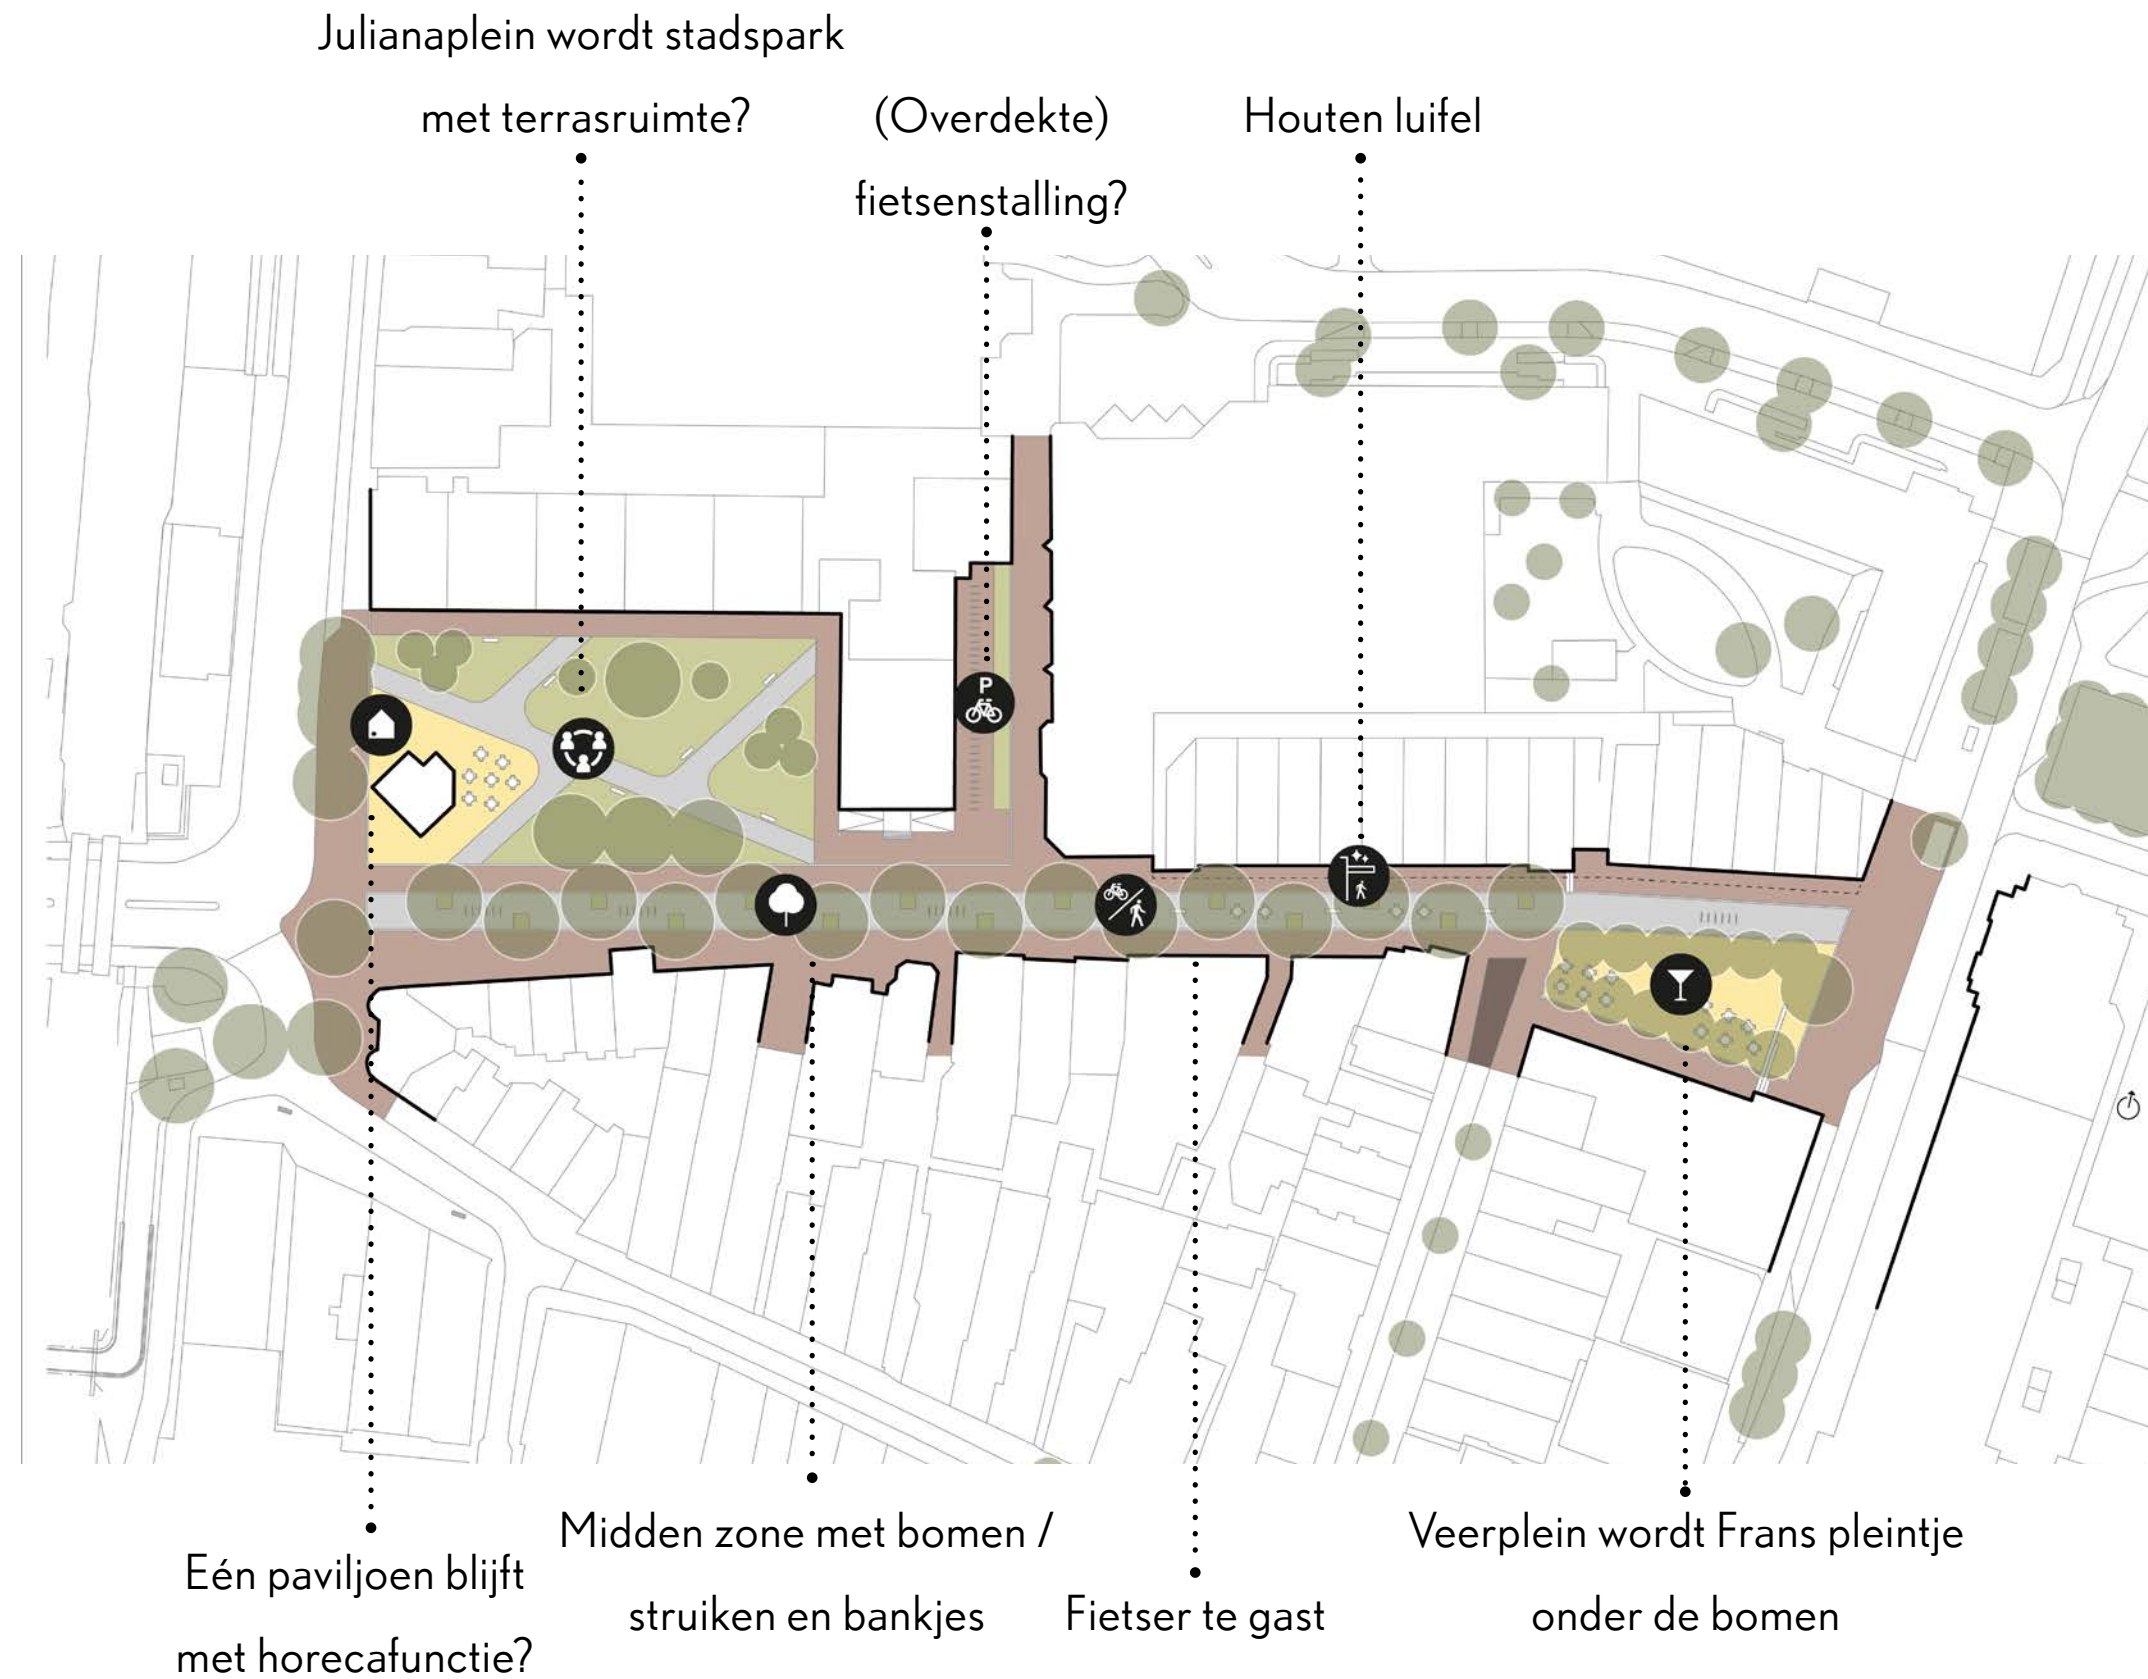 Julianaplein wordt stadspark
met terrasruimte?
(Overdekte)
fietsenstalling?
Houten luifel
P
Eén paviljoen blijft
met horecafunctie?
Midden zone met bomen /
struiken en bankjes
Fietser te gast
Veerplein wordt Frans pleintje
onder de bomen